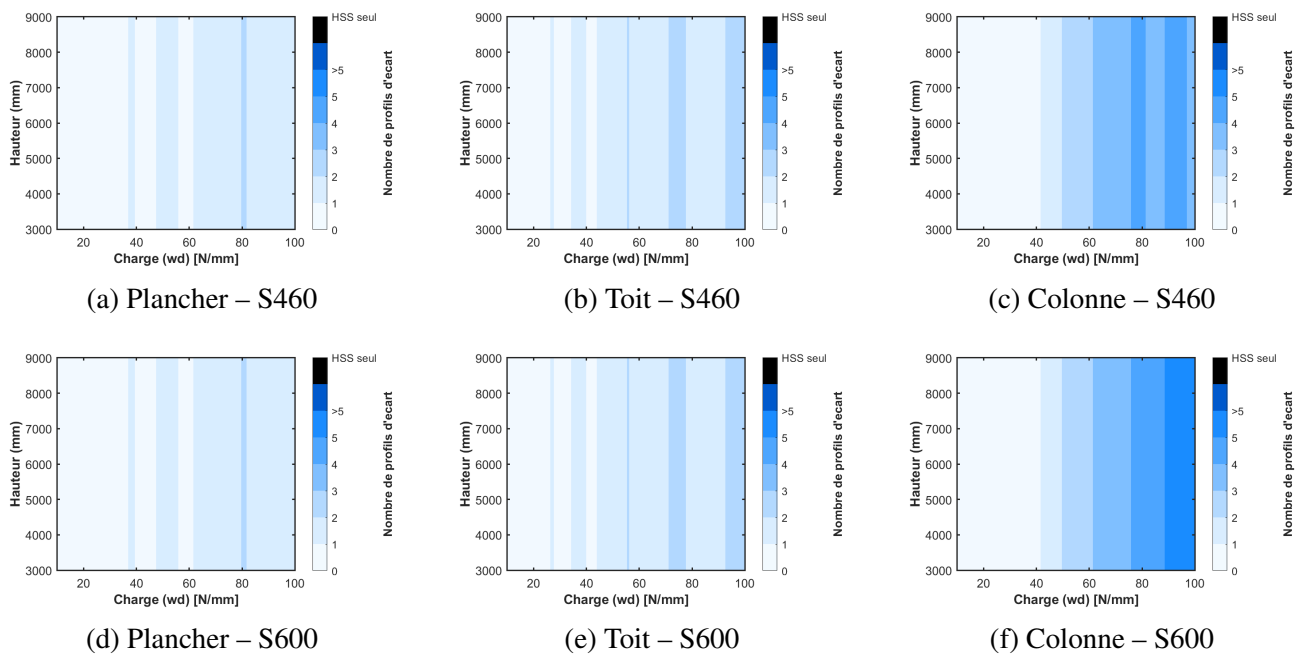 9000
8000
7000
6000
5000
4000
3000
Hauteur (mm)
20 40 60 80 100
Charge (wd) [N/mm]
HSS seul
>5
5
4
3
2
1
0
Nombre de profils d'ecart
(a) Plancher – S460
9000
8000
7000
6000
5000
4000
3000
Hauteur (mm)
20 40 60 80 100
Charge (wd) [N/mm]
HSS seul
>5
5
4
3
2
1
0
Nombre de profils d'ecart
(b) Toit – S460
9000
8000
7000
6000
5000
4000
3000
Hauteur (mm)
20 40 60 80 100
Charge (wd) [N/mm]
HSS seul
>5
5
4
3
2
1
0
Nombre de profils d'ecart
(c) Colonne – S460
9000
8000
7000
6000
5000
4000
3000
Hauteur (mm)
20 40 60 80 100
Charge (wd) [N/mm]
HSS seul
>5
5
4
3
2
1
0
Nombre de profils d'ecart
(d) Plancher – S600
9000
8000
7000
6000
5000
4000
3000
Hauteur (mm)
20 40 60 80 100
Charge (wd) [N/mm]
HSS seul
>5
5
4
3
2
1
0
Nombre de profils d'ecart
(e) Toit – S600
9000
8000
7000
6000
5000
4000
3000
Hauteur (mm)
20 40 60 80 100
Charge (wd) [N/mm]
HSS seul
>5
5
4
3
2
1
0
Nombre de profils d'ecart
(f) Colonne – S600